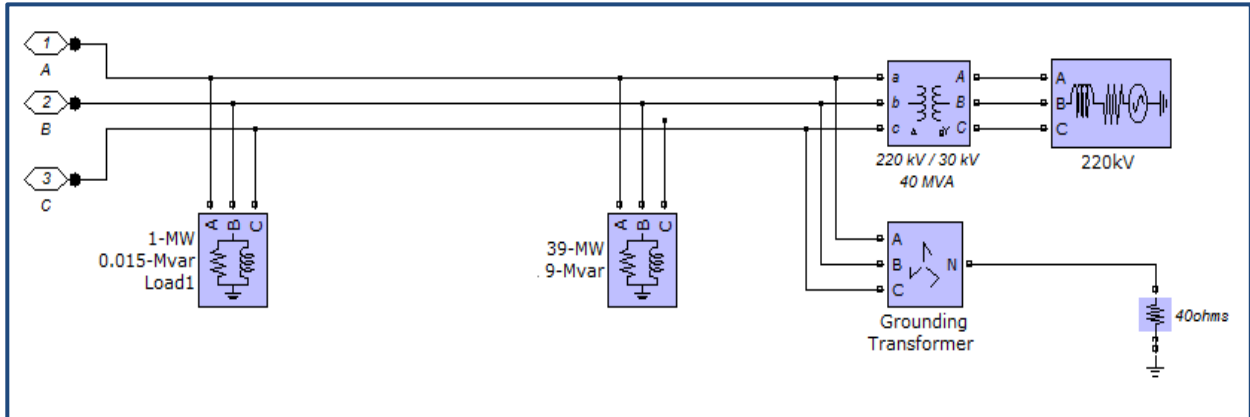 1
A
2
B
3
C
A B C
1-MW
0.015-Mvar
Load1
A B C
39-MW
. 9-Mvar
a A
b B
c C
Δ gY
220 kV / 30 kV
40 MVA
A
B
C
220kV
A
B N
C
Grounding
Transformer
40ohms